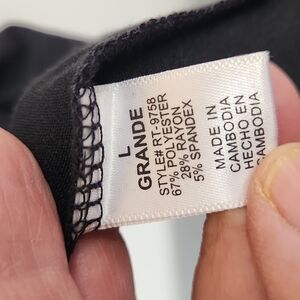 L
GRANDE
STYLE# RT-9758
67% POLYESTER
28% RAYON
5% SPANDEX
MADE IN
CAMBODIA
HECHO EN
CAMBODIA